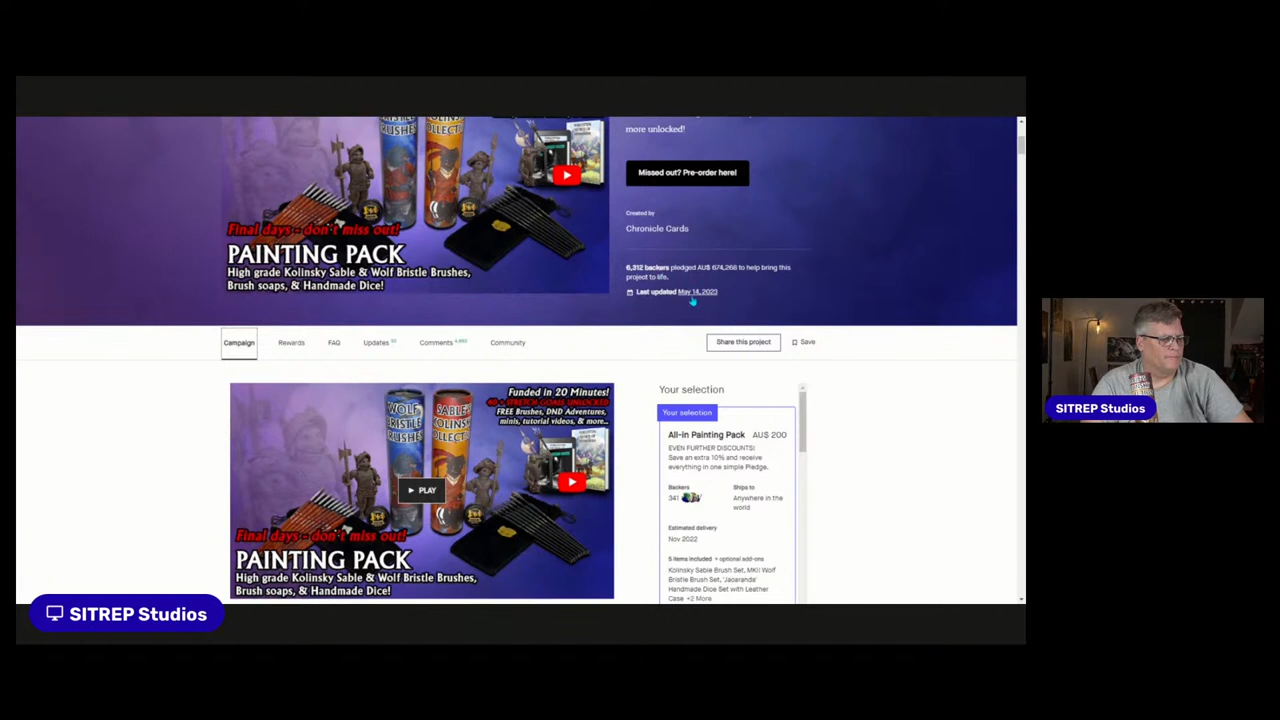 more unlocked!
Missed out? Pre-order here!
Created by
Chronicle Cards
6,312 backers pledged AU$ 674,268 to help bring this
project to life.
Last updated May 14, 2023
Final days - don't miss out!
PAINTING PACK
High grade Kolinsky Sable & Wolf Bristle Brushes,
Brush soaps, & Handmade Dice!
Campaign
Rewards
FAQ
Updates
Comments
Community
Share this project
Save
Funded in 20 Minutes!
40 + STRETCH GOALS UNLOCKED
FREE Brushes, DND Adventures,
minis, tutorial videos, & more...
WOLF
BRISTLE
BRUSHES
SABLE
KOLINSKY
COLLECTION
PLAY
Final days - don't miss out!
PAINTING PACK
High grade Kolinsky Sable & Wolf Bristle Brushes,
Brush soaps, & Handmade Dice!
Your selection
Your selection
All-in Painting Pack AU$ 200
EVEN FURTHER DISCOUNTS!
Save an extra 10% and receive
everything in one simple Pledge.
Backers
341
Ships to
Anywhere in the
world
Estimated delivery
Nov 2022
5 items included + optional add-ons
Kolinsky Sable Brush Set, MKII Wolf
Bristle Brush Set, 'Jacaranda'
Handmade Dice Set with Leather
Case +2 More
SITREP Studios
SITREP Studios